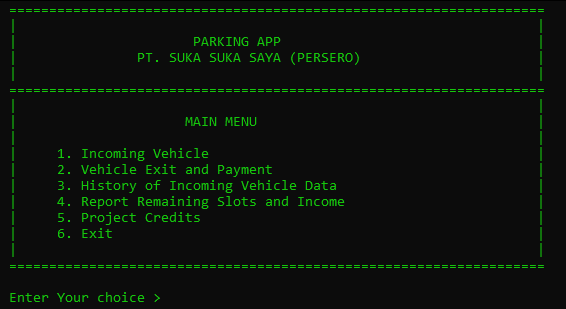 PARKING APP
PT. SUKA SUKA SAYA (PERSERO)
MAIN MENU
1. Incoming Vehicle
2. Vehicle Exit and Payment
3. History of Incoming Vehicle Data
4. Report Remaining Slots and Income
5. Project Credits
6. Exit
Enter Your choice >